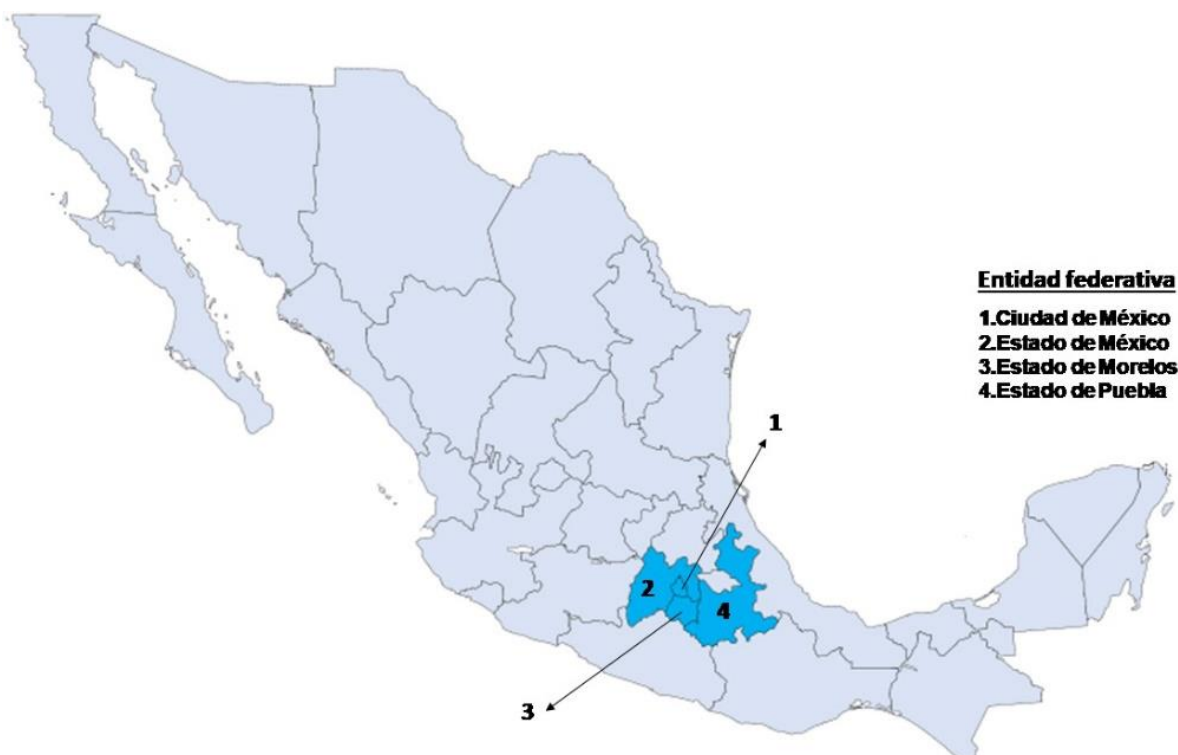 Entidad federativa
1.Ciudad de México
2.Estado de México
3.Estado de Morelos
4.Estado de Puebla
1
2
4
3